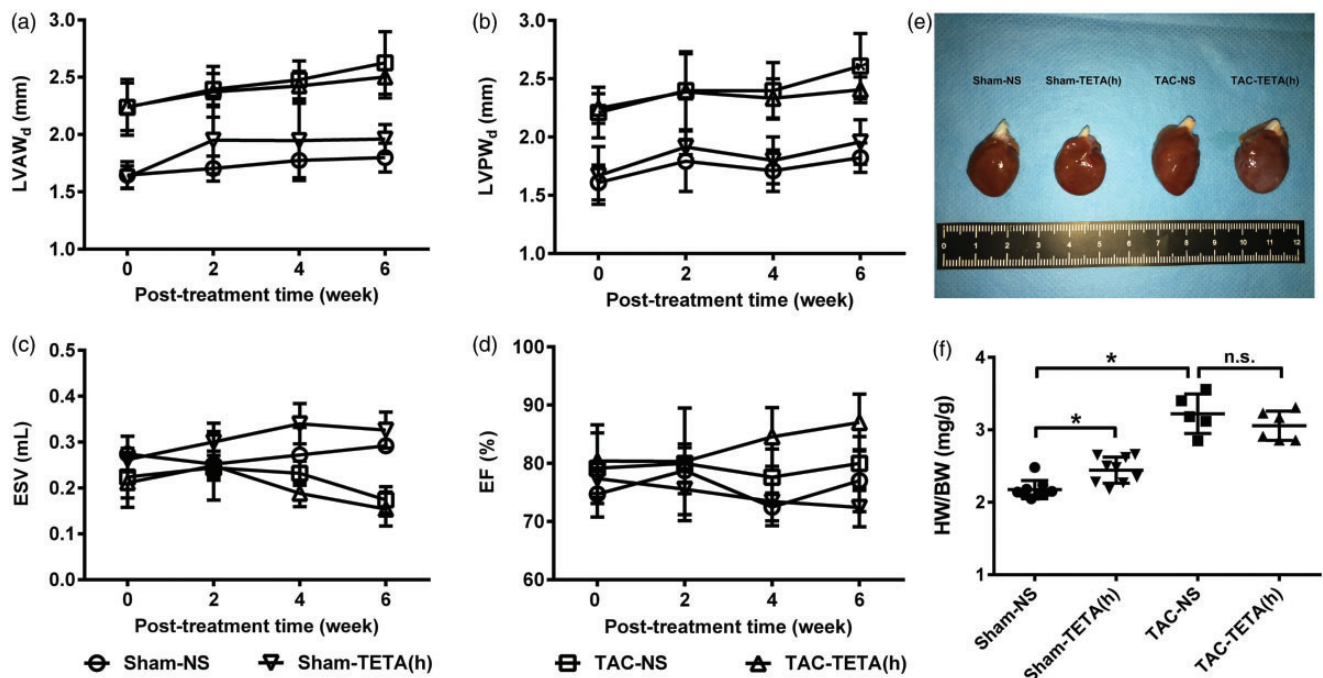 (a)
3.0
2.5
2.0
1.5
1.0
LVAWd (mm)
0 2 4 6
Post-treatment time (week)
(b)
3.0
2.5
2.0
1.5
1.0
LVPWd (mm)
0 2 4 6
Post-treatment time (week)
(e)
Sham-NS Sham-TETA(h) TAC-NS TAC-TETA(h)
0 1 2 3 4 5 6 7 8 9 10 11 12
(c)
0.5
0.4
0.3
0.2
0.1
0.0
ESV (mL)
0 2 4 6
Post-treatment time (week)
(d)
100
90
80
70
60
EF (%)
0 2 4 6
Post-treatment time (week)
Sham-NS Sham-TETA(h) TAC-NS TAC-TETA(h)
(f)
4
3
2
1
HW/BW (mg/g)
* n.s.
*
Sham-NS
Sham-TETA(h)
TAC-NS
TAC-TETA(h)